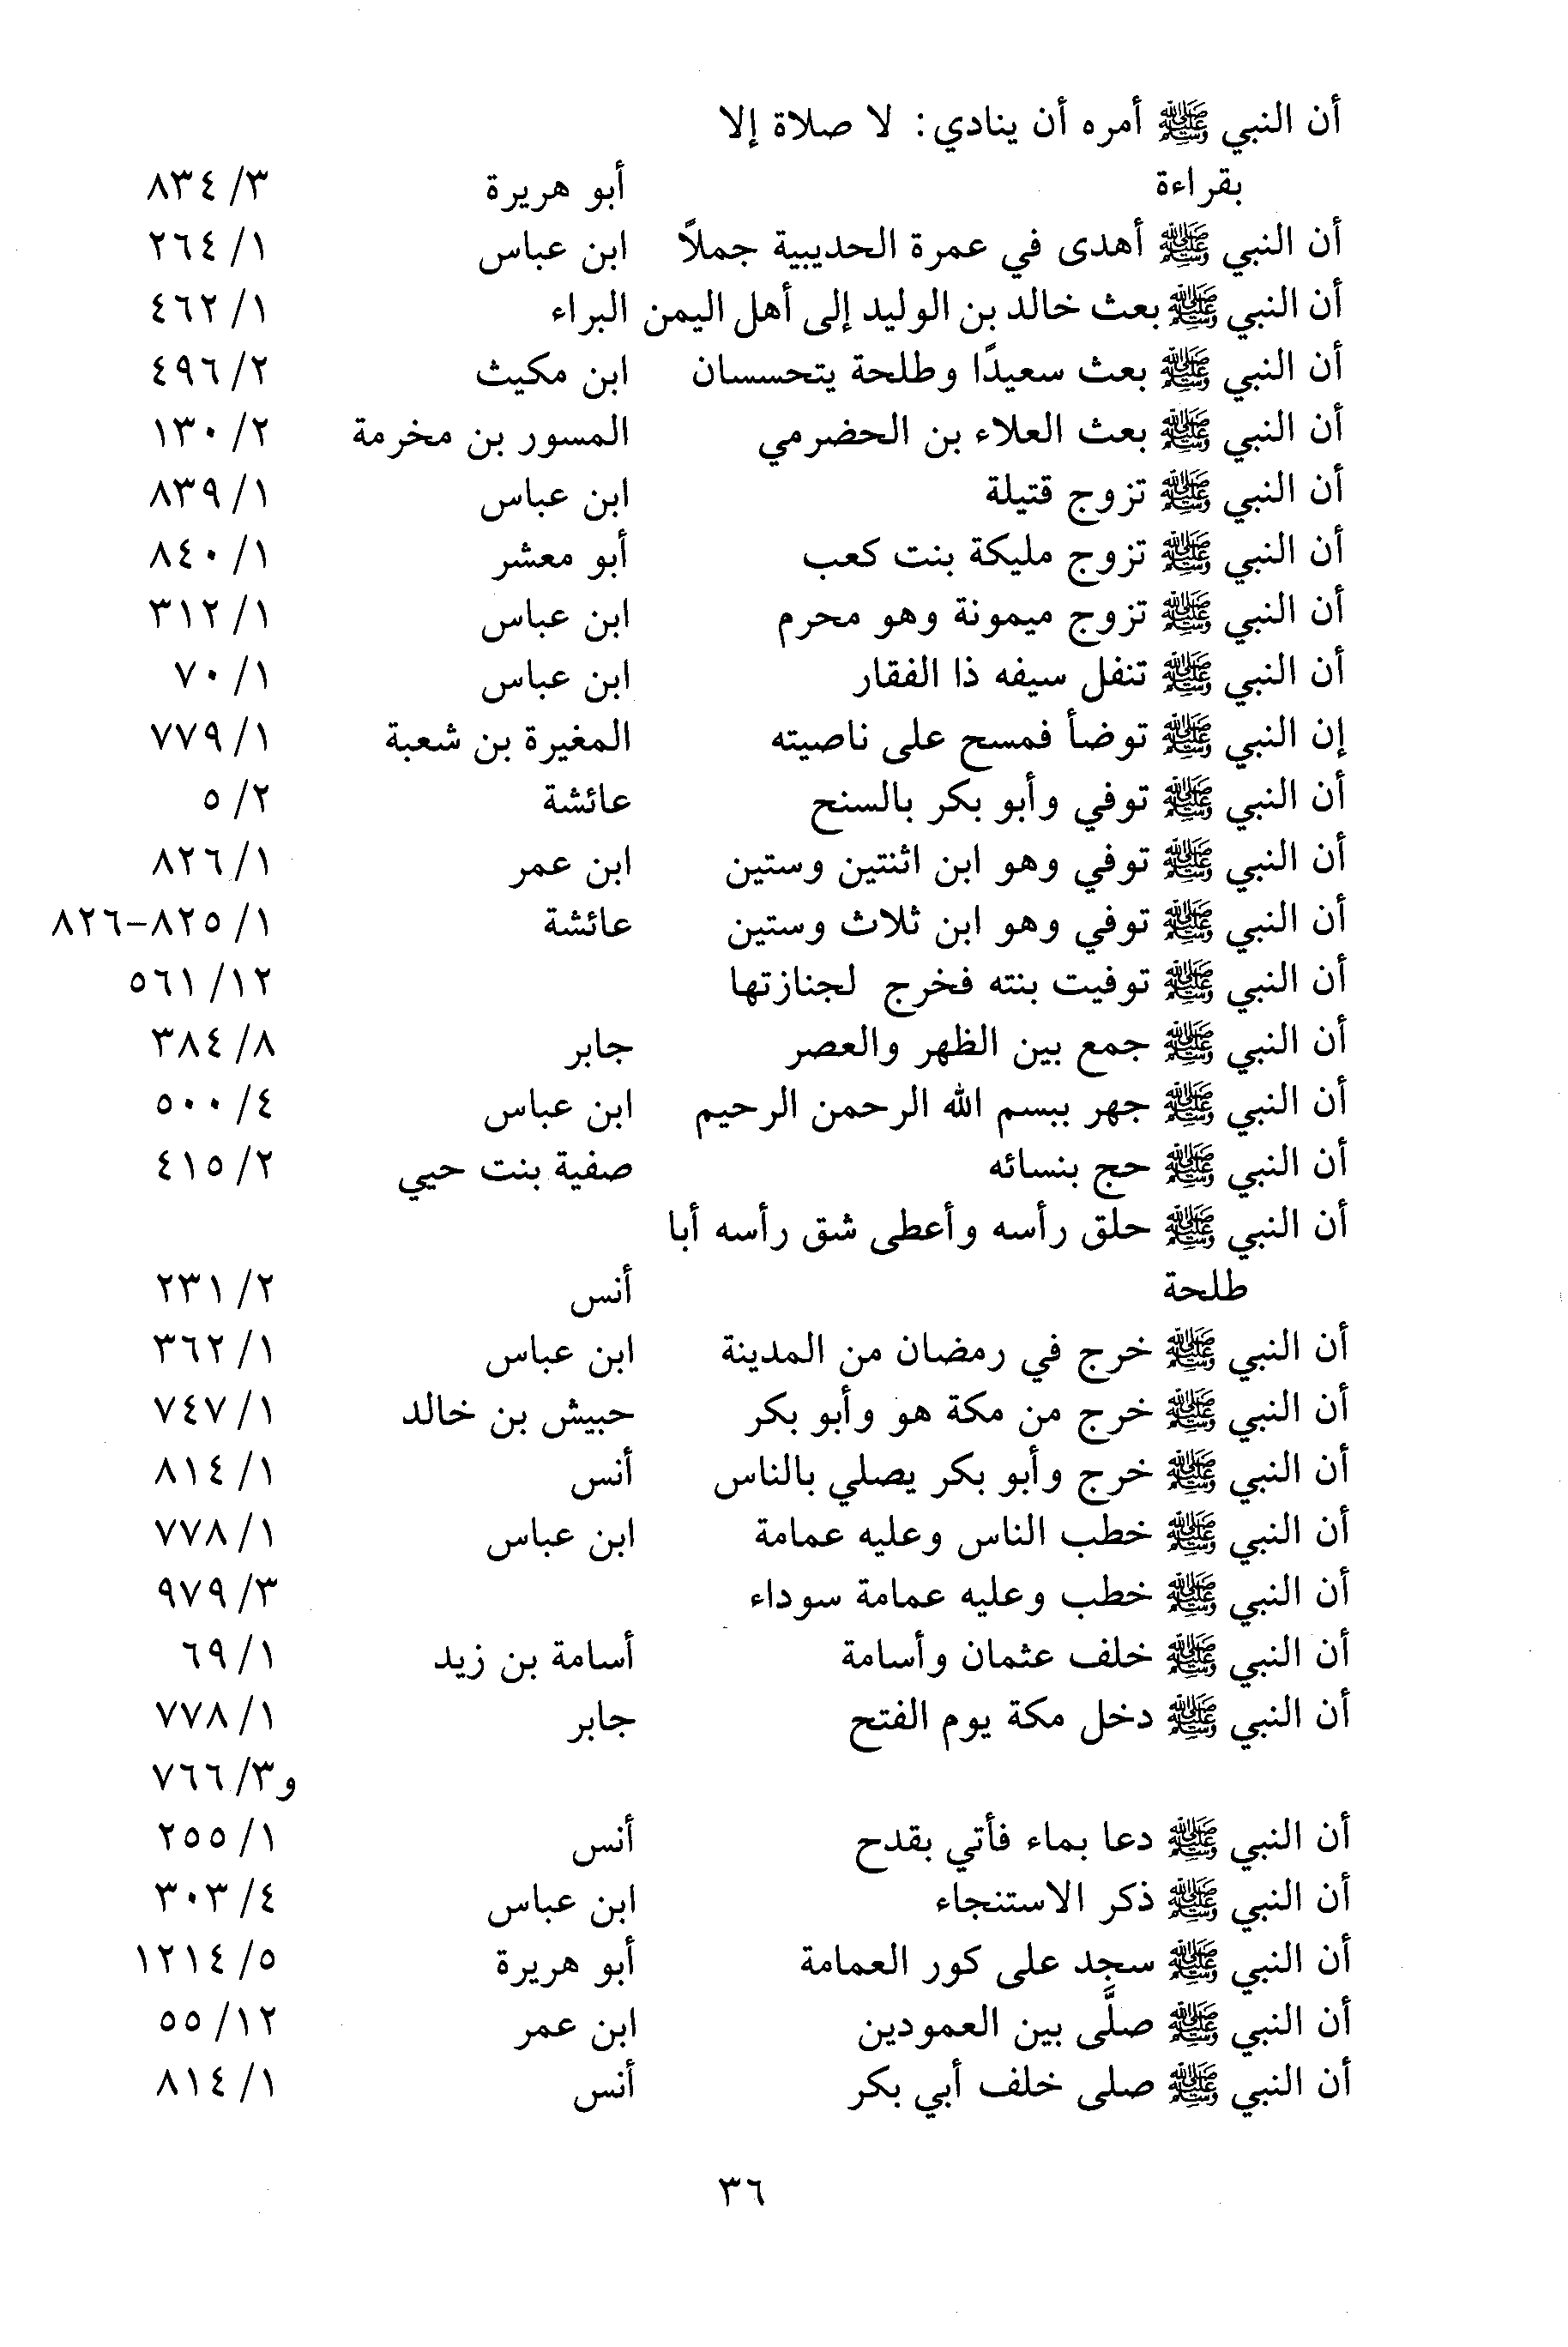 أن النبي ﷺ أمره أن ينادي: لا صلاة إلا
بقراءة أبو هريرة ٣/ ٨٣٤
أن النبي ﷺ أهدى في عمرة الحديبية جملاً ابن عباس ١/ ٢٦٤
أن النبي ﷺ بعث خالد بن الوليد إلى أهل اليمن البراء ١/ ٤٦٢
أن النبي ﷺ بعث سعيدًا وطلحة يتحسسان ابن مكيث ٢/ ٤٩٦
أن النبي ﷺ بعث العلاء بن الحضرمي المسور بن مخرمة ٢/ ١٣٠
أن النبي ﷺ تزوج قتيلة ابن عباس ١/ ٨٣٩
أن النبي ﷺ تزوج مليكة بنت كعب أبو معشر ١/ ٨٤٠
أن النبي ﷺ تزوج ميمونة وهو محرم ابن عباس ١/ ٣١٢
أن النبي ﷺ تنفل سيفه ذا الفقار ابن عباس ١/ ٧٠
إن النبي ﷺ توضأ فمسح على ناصيته المغيرة بن شعبة ١/ ٧٧٩
أن النبي ﷺ توفي وأبو بكر بالسنح عائشة ٢/ ٥
أن النبي ﷺ توفي وهو ابن اثنتين وستين ابن عمر ١/ ٨٢٦
أن النبي ﷺ توفي وهو ابن ثلاث وستين عائشة ١/ ٨٢٥-٨٢٦
أن النبي ﷺ توفيت بنته فخرج لجنازتها ١٢/ ٥٦١
أن النبي ﷺ جمع بين الظهر والعصر جابر ٨/ ٣٨٤
أن النبي ﷺ جهر ببسم الله الرحمن الرحيم ابن عباس ٤/ ٥٠٠
أن النبي ﷺ حج بنسائه صفية بنت حيي ٢/ ٤١٥
أن النبي ﷺ حلق رأسه وأعطى شق رأسه أبا
طلحة أنس ٢/ ٢٣١
أن النبي ﷺ خرج في رمضان من المدينة ابن عباس ١/ ٣٦٢
أن النبي ﷺ خرج من مكة هو وأبو بكر حبيش بن خالد ١/ ٧٤٧
أن النبي ﷺ خرج وأبو بكر يصلي بالناس أنس ١/ ٨١٤
أن النبي ﷺ خطب الناس وعليه عمامة ابن عباس ١/ ٧٧٨
أن النبي ﷺ خطب وعليه عمامة سوداء ٣/ ٩٧٩
أن النبي ﷺ خلف عثمان وأسامة أسامة بن زيد ١/ ٦٩
أن النبي ﷺ دخل مكة يوم الفتح جابر ١/ ٧٧٨
و٣/ ٧٦٦
أن النبي ﷺ دعا بماء فأتي بقدح أنس ١/ ٢٥٥
أن النبي ﷺ ذكر الاستنجاء ابن عباس ٤/ ٣٠٣
أن النبي ﷺ سجد على كور العمامة أبو هريرة ٥/ ١٢١٤
أن النبي ﷺ صلَّى بين العمودين ابن عمر ١٢/ ٥٥
أن النبي ﷺ صلى خلف أبي بكر أنس ١/ ٨١٤
٣٦